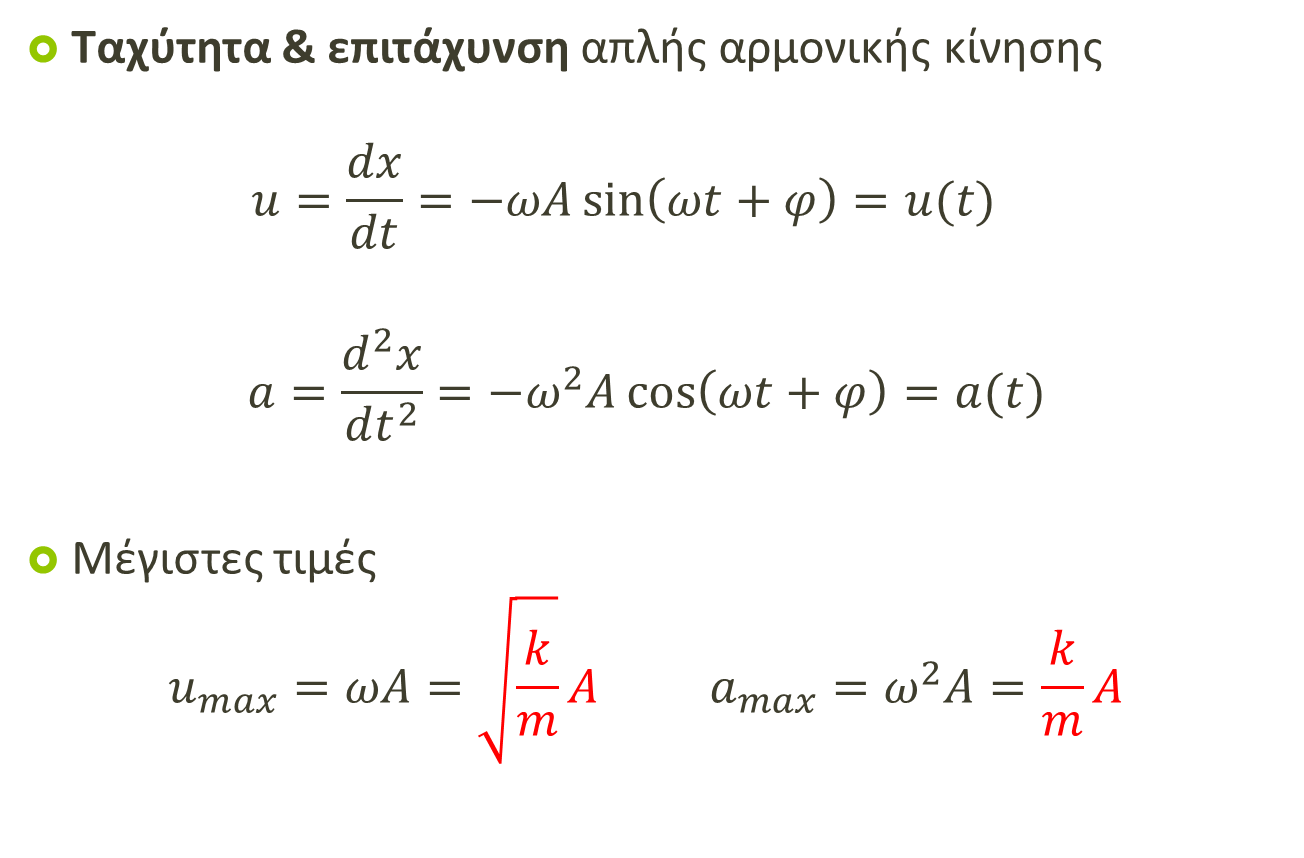 Ταχύτητα & επιτάχυνση απλής αρμονικής κίνησης
u = dx/dt = −ωA sin(ωt + φ) = u(t)
a = d²x/dt² = −ω²A cos(ωt + φ) = a(t)
Μέγιστες τιμές
u_max = ωA = √(k/m) A    a_max = ω²A = k/m A